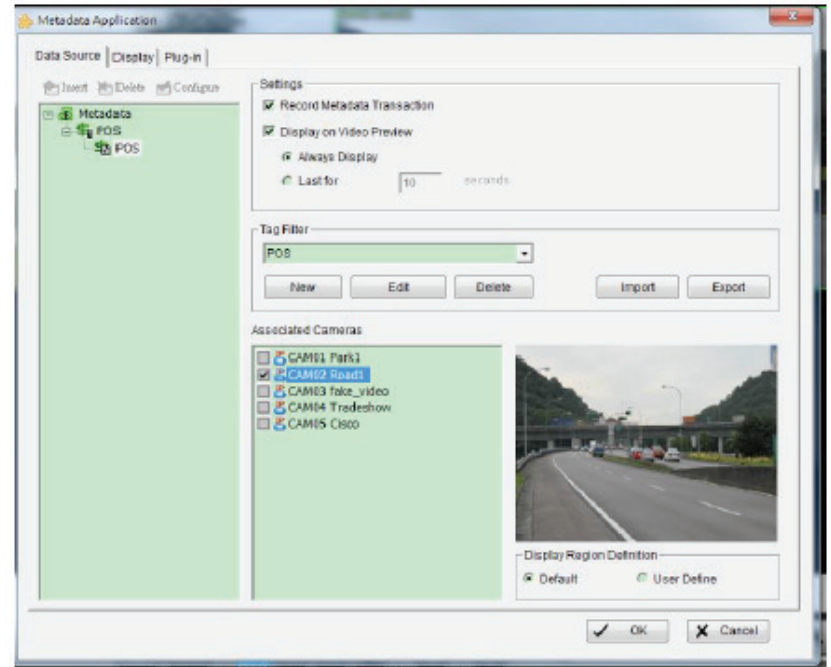 Metadata Application
Data Source Display Plug-in
Insert Delete Configure
Metadata
POS
POS
Settings
Record Metadata Transaction
Display on Video Preview
Always Display
Last for 10 seconds
Tag Filter
POS
New Edit Delete Import Export
Associated Cameras
CAM01 Park1
CAM02 Road1
CAM03 fake_video
CAM04 Tradeshow
CAM05 Cisco
Display Region Definition
Default User Define
OK Cancel